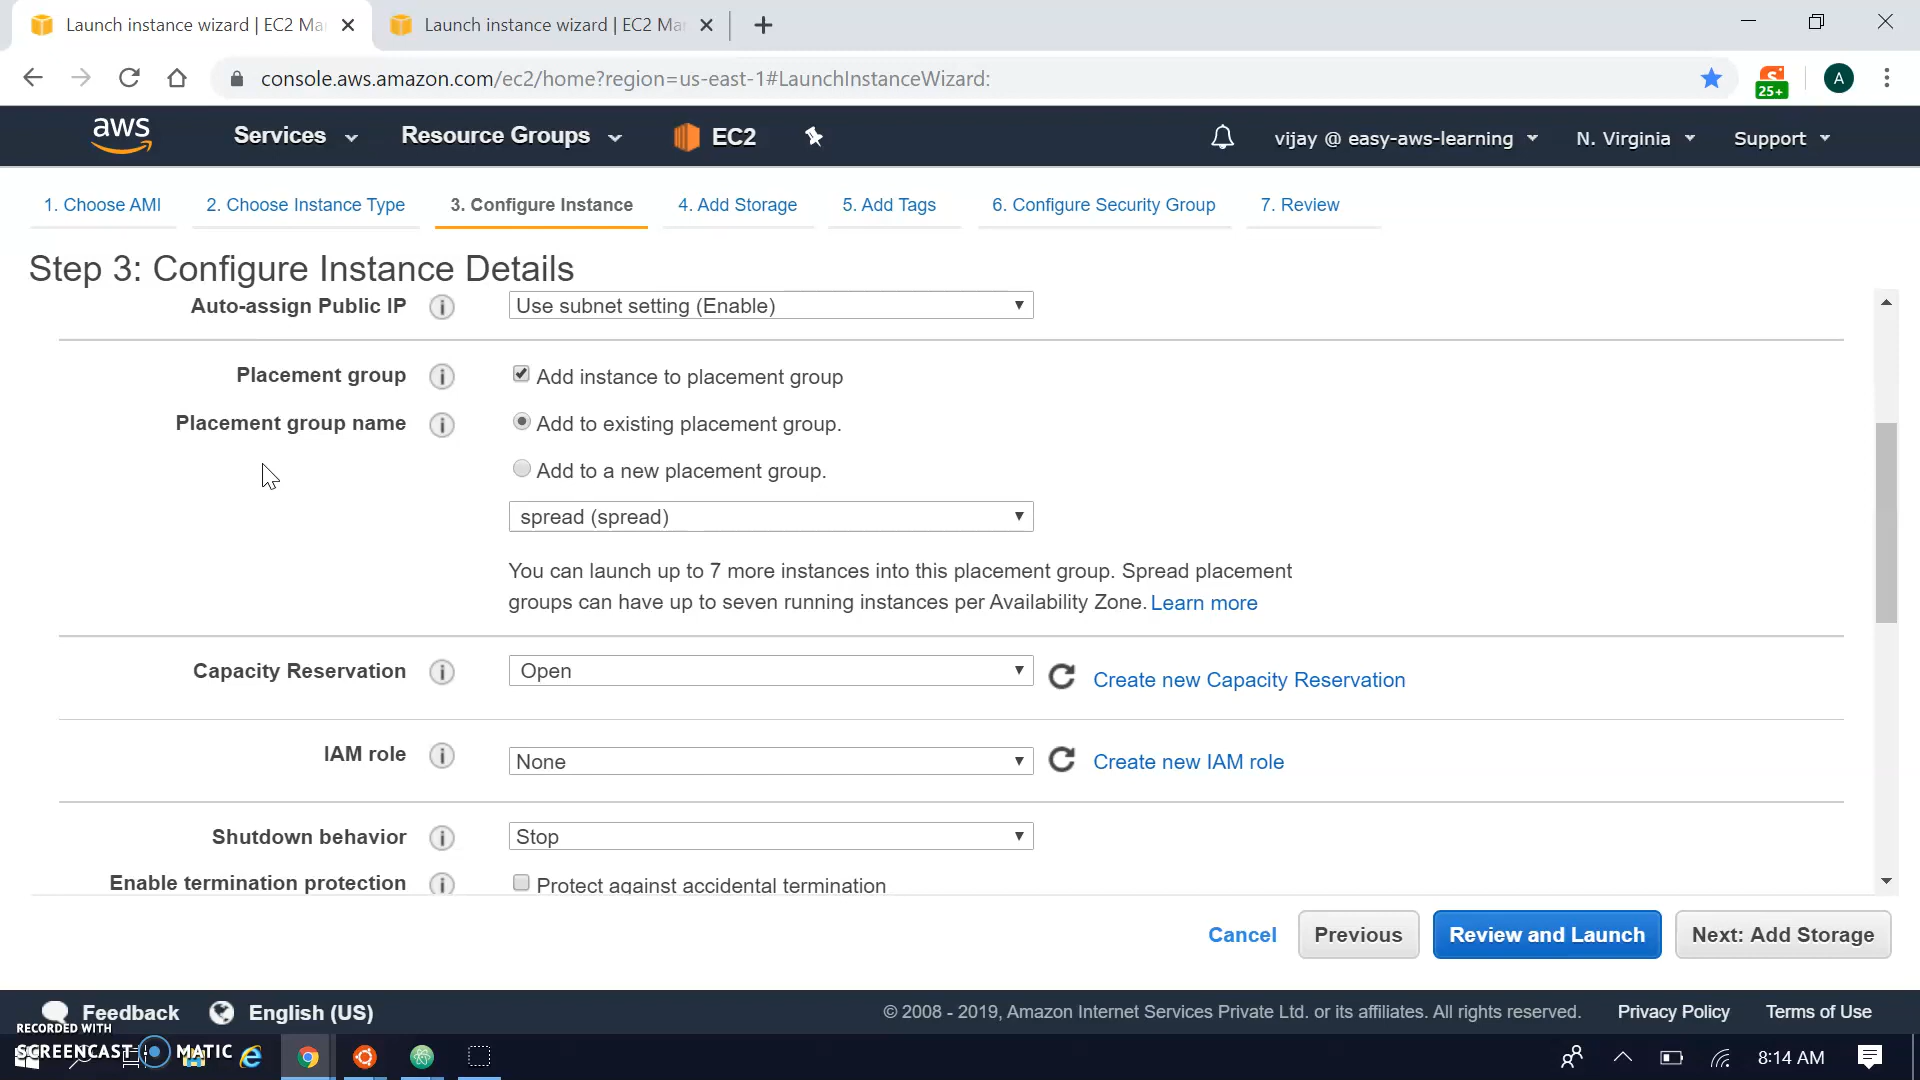 Launch instance wizard | EC2 Ma
Launch instance wizard | EC2 Ma
console.aws.amazon.com/ec2/home?region=us-east-1#LaunchInstanceWizard:
25+
A
aws
Services
Resource Groups
EC2
vijay @ easy-aws-learning
N. Virginia
Support
1. Choose AMI
2. Choose Instance Type
3. Configure Instance
4. Add Storage
5. Add Tags
6. Configure Security Group
7. Review
Step 3: Configure Instance Details
Auto-assign Public IP
Use subnet setting (Enable)
Placement group
Add instance to placement group
Placement group name
Add to existing placement group.
Add to a new placement group.
spread (spread)
You can launch up to 7 more instances into this placement group. Spread placement
groups can have up to seven running instances per Availability Zone. Learn more
Capacity Reservation
Open
Create new Capacity Reservation
IAM role
None
Create new IAM role
Shutdown behavior
Stop
Enable termination protection
Protect against accidental termination
Cancel
Previous
Review and Launch
Next: Add Storage
Feedback
English (US)
© 2008 - 2019, Amazon Internet Services Private Ltd. or its affiliates. All rights reserved.
Privacy Policy
Terms of Use
RECORDED WITH
SCREENCAST MATIC
8:14 AM